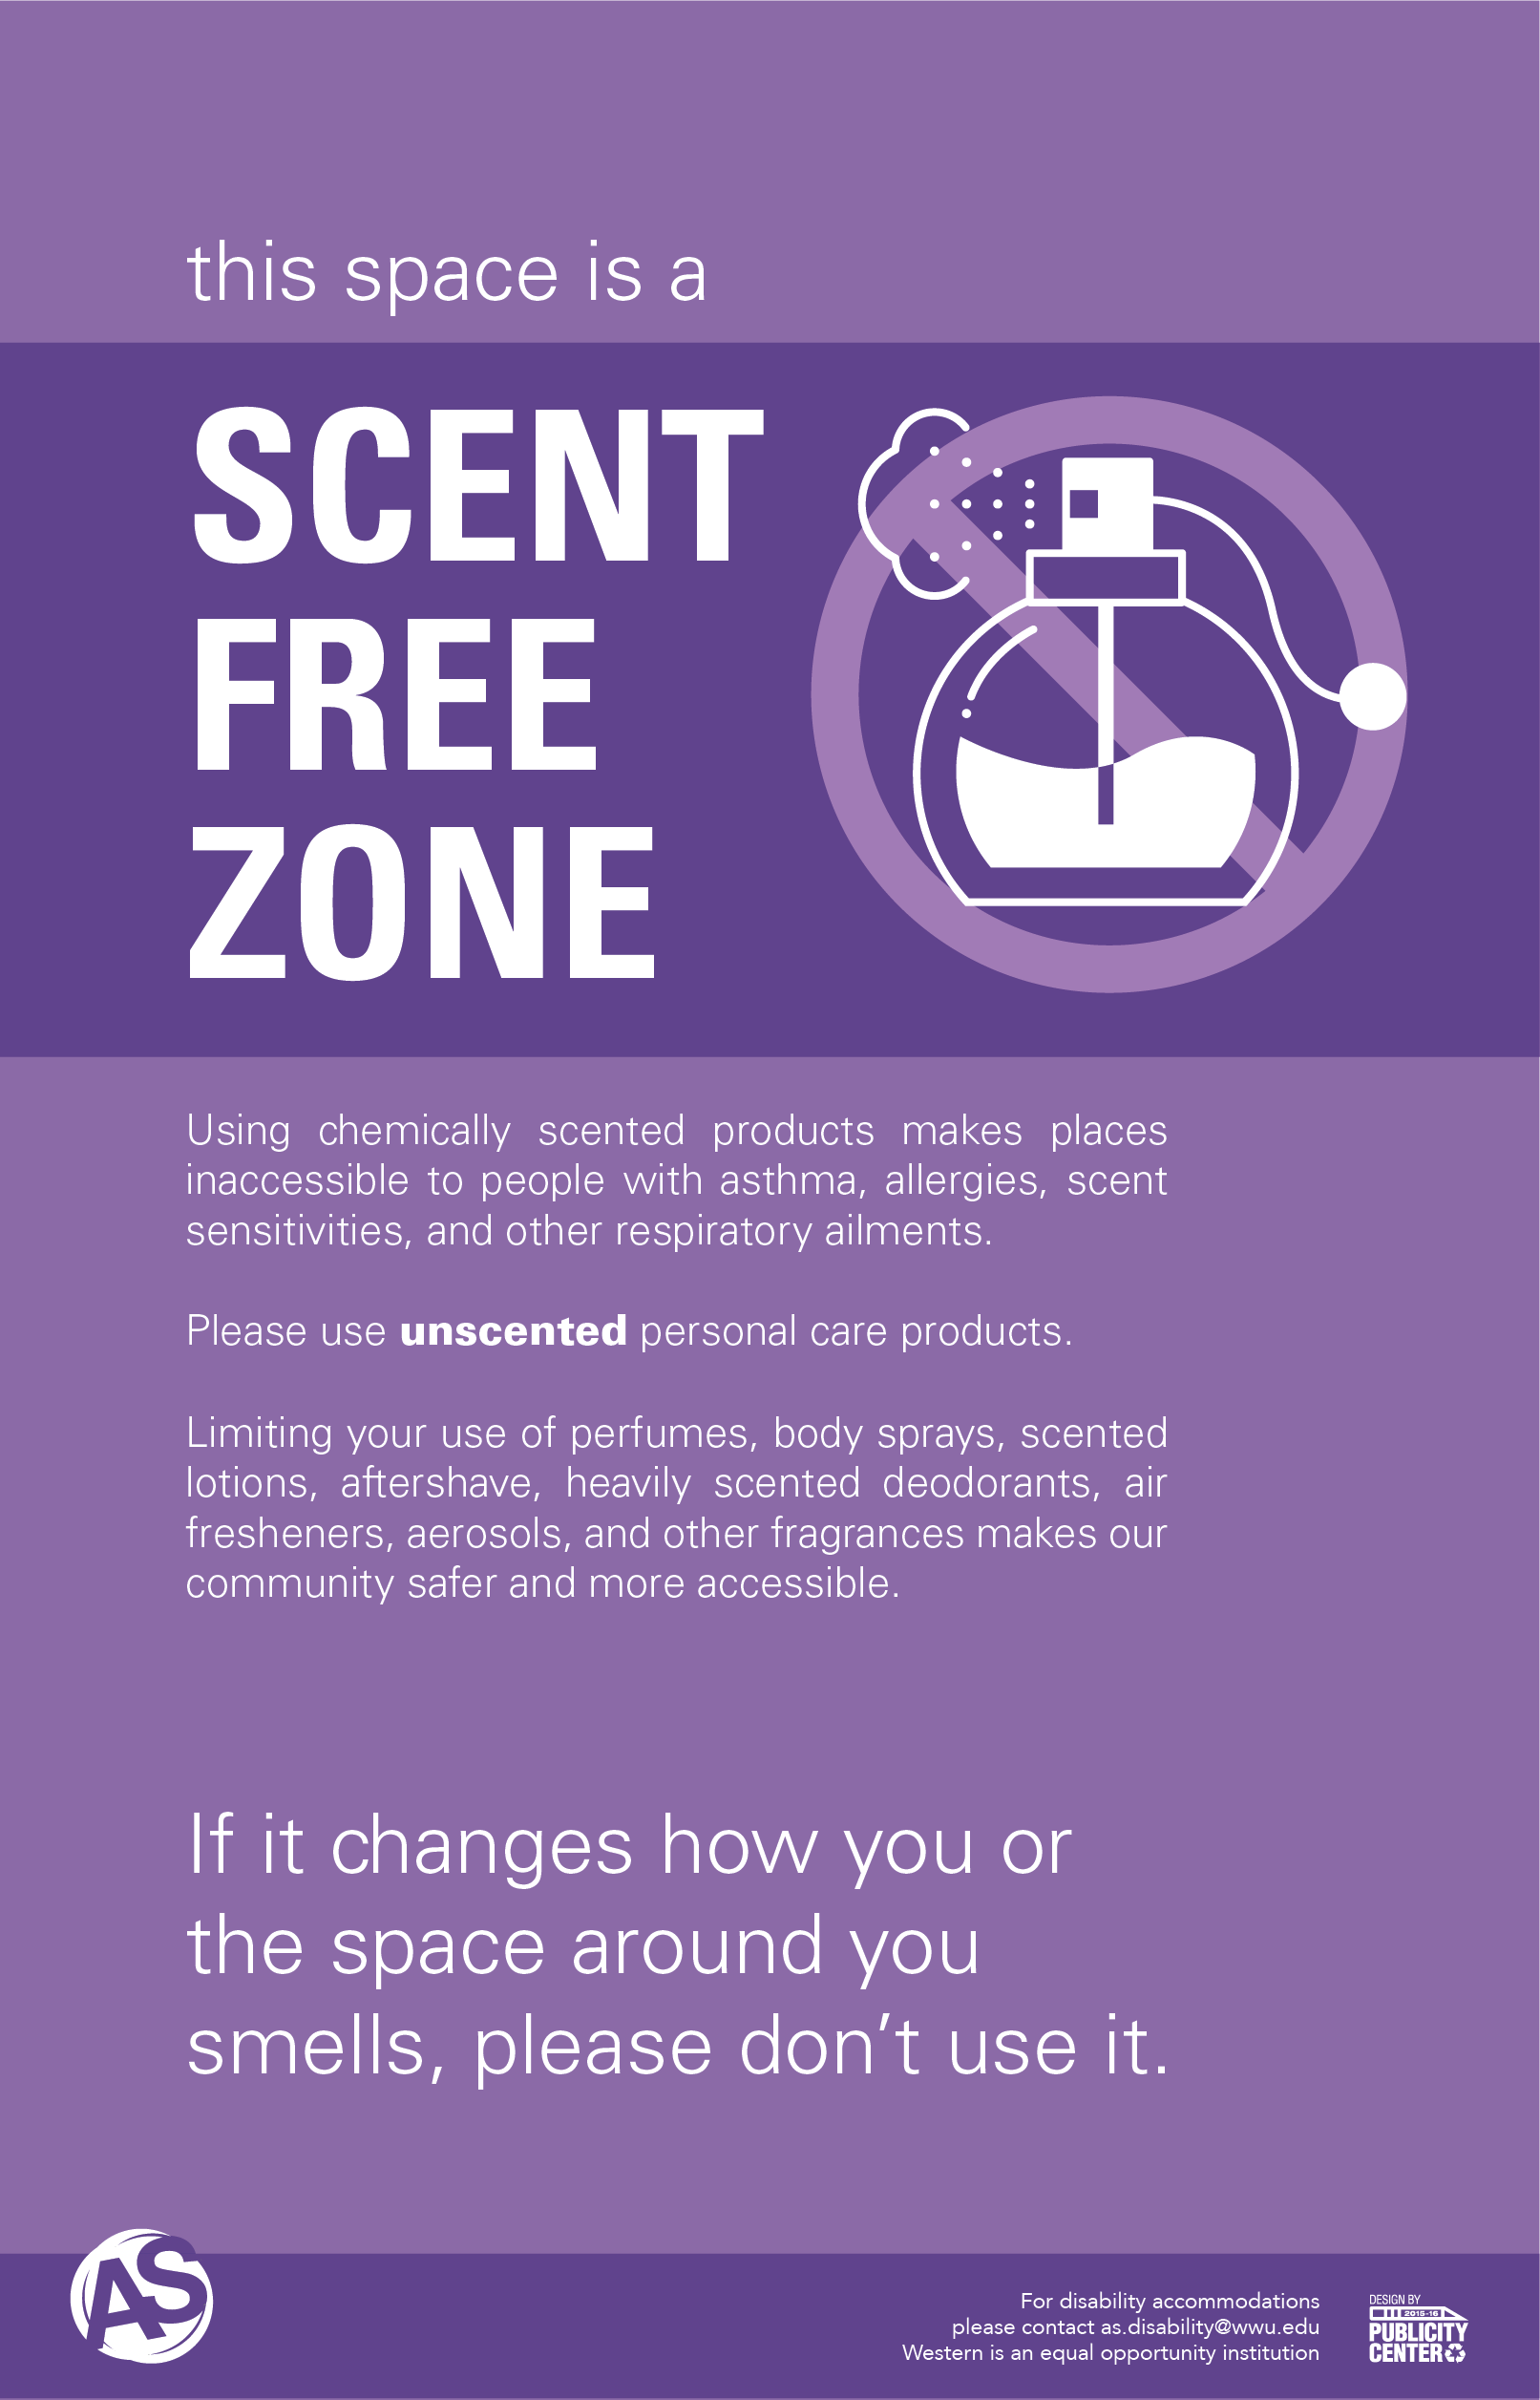 this space is a
SCENT
FREE
ZONE
Using chemically scented products makes places
inaccessible to people with asthma, allergies, scent
sensitivities, and other respiratory ailments.
Please use unscented personal care products.
Limiting your use of perfumes, body sprays, scented
lotions, aftershave, heavily scented deodorants, air
fresheners, aerosols, and other fragrances makes our
community safer and more accessible.
If it changes how you or
the space around you
smells, please don’t use it.
AS
For disability accommodations
please contact as.disability@wwu.edu
Western is an equal opportunity institution
DESIGN BY
2015-16
PUBLICITY
CENTER